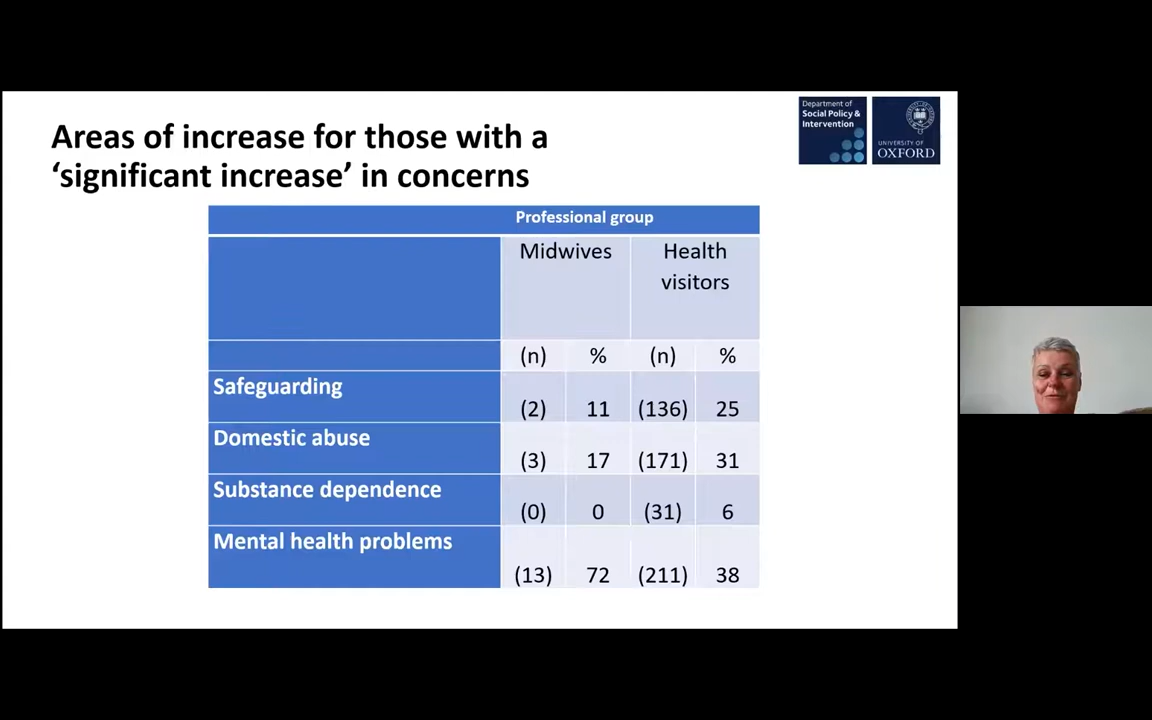 Areas of increase for those with a
‘significant increase’ in concerns
Department of
Social Policy &
Intervention
UNIVERSITY OF
OXFORD
Professional group
Midwives
Health
visitors
(n) % (n) %
Safeguarding
(2) 11 (136) 25
Domestic abuse
(3) 17 (171) 31
Substance dependence
(0) 0 (31) 6
Mental health problems
(13) 72 (211) 38